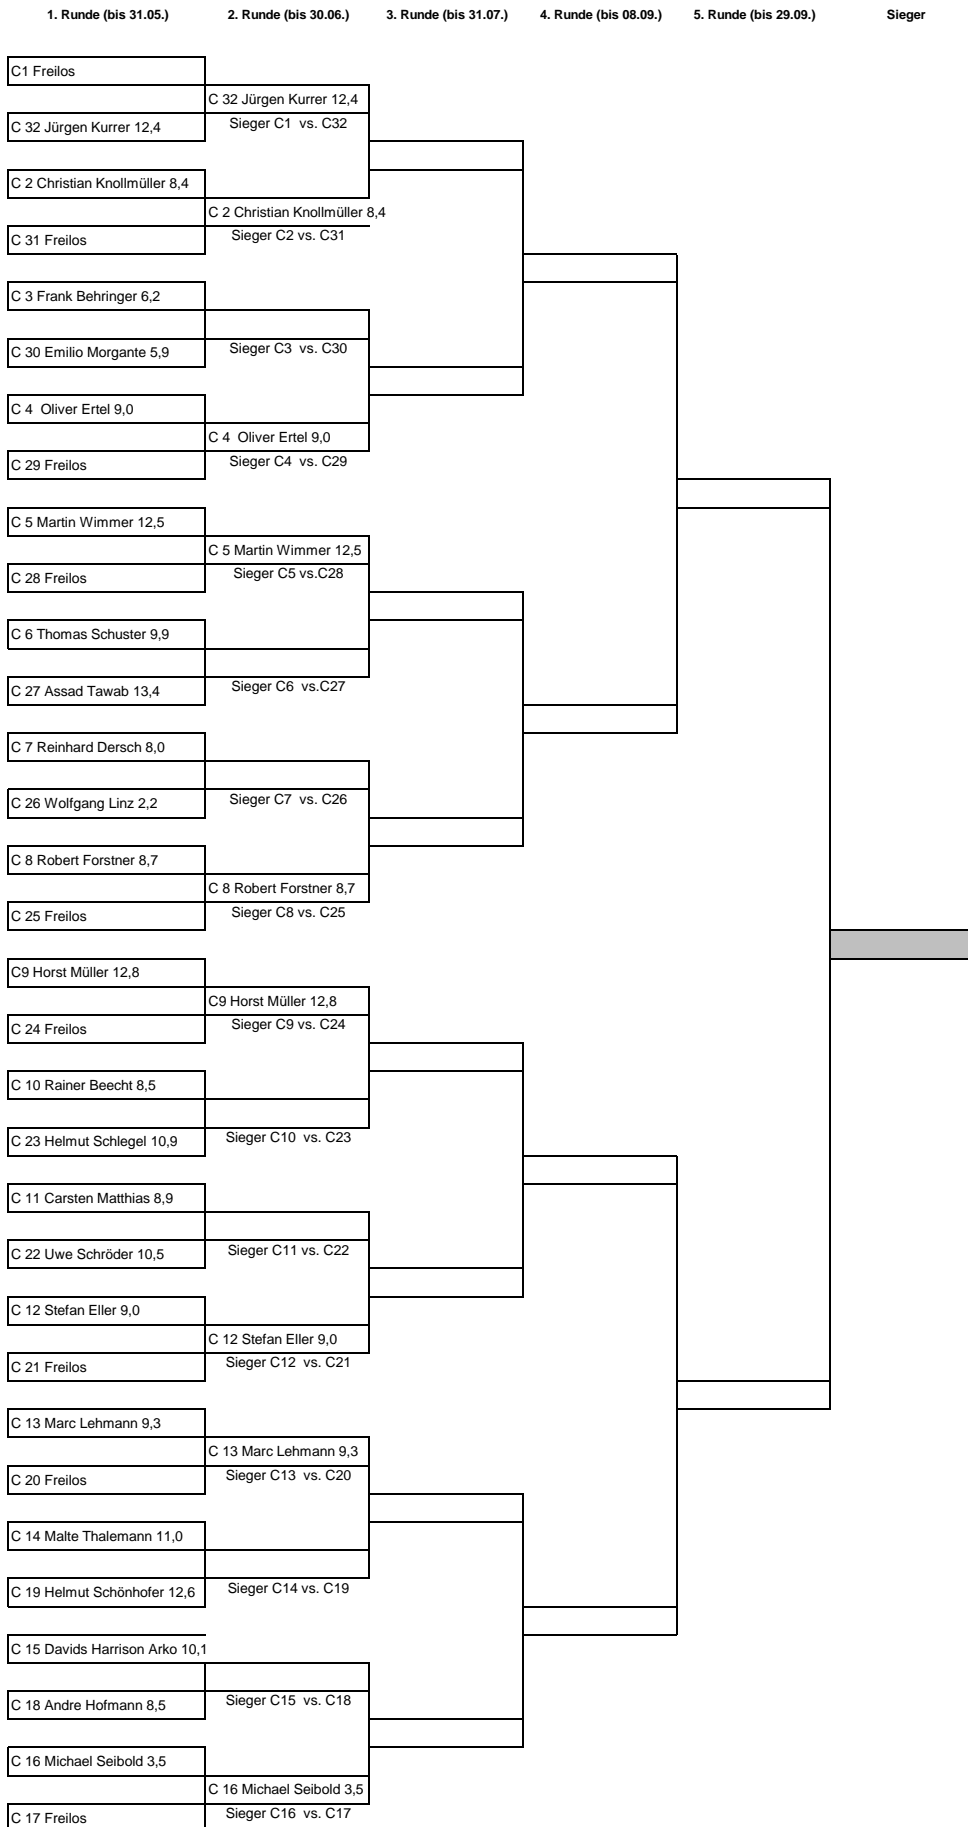 1. Runde (bis 31.05.) 2. Runde (bis 30.06.) 3. Runde (bis 31.07.) 4. Runde (bis 08.09.) 5. Runde (bis 29.09.) Sieger
C1 Freilos
C 32 Jürgen Kurrer 12,4
C 32 Jürgen Kurrer 12,4
Sieger C1 vs. C32
C 2 Christian Knollmüller 8,4
C 2 Christian Knollmüller 8,4
C 31 Freilos
Sieger C2 vs. C31
C 3 Frank Behringer 6,2
C 30 Emilio Morgante 5,9
Sieger C3 vs. C30
C 4 Oliver Ertel 9,0
C 4 Oliver Ertel 9,0
C 29 Freilos
Sieger C4 vs. C29
C 5 Martin Wimmer 12,5
C 5 Martin Wimmer 12,5
C 28 Freilos
Sieger C5 vs.C28
C 6 Thomas Schuster 9,9
C 27 Assad Tawab 13,4
Sieger C6 vs.C27
C 7 Reinhard Dersch 8,0
C 26 Wolfgang Linz 2,2
Sieger C7 vs. C26
C 8 Robert Forstner 8,7
C 8 Robert Forstner 8,7
C 25 Freilos
Sieger C8 vs. C25
C9 Horst Müller 12,8
C9 Horst Müller 12,8
C 24 Freilos
Sieger C9 vs. C24
C 10 Rainer Beecht 8,5
C 23 Helmut Schlegel 10,9
Sieger C10 vs. C23
C 11 Carsten Matthias 8,9
C 22 Uwe Schröder 10,5
Sieger C11 vs. C22
C 12 Stefan Eller 9,0
C 12 Stefan Eller 9,0
C 21 Freilos
Sieger C12 vs. C21
C 13 Marc Lehmann 9,3
C 13 Marc Lehmann 9,3
C 20 Freilos
Sieger C13 vs. C20
C 14 Malte Thalemann 11,0
C 19 Helmut Schönhofer 12,6
Sieger C14 vs. C19
C 15 Davids Harrison Arko 10,1
C 18 Andre Hofmann 8,5
Sieger C15 vs. C18
C 16 Michael Seibold 3,5
C 16 Michael Seibold 3,5
C 17 Freilos
Sieger C16 vs. C17